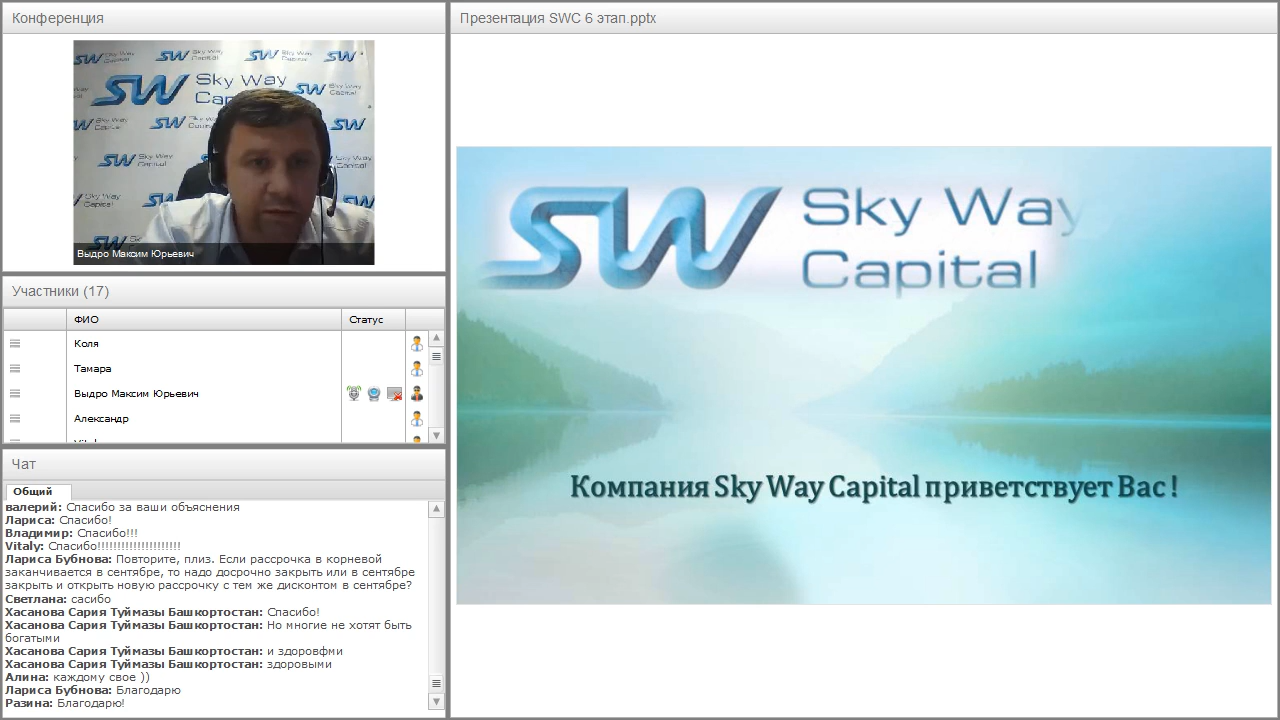 Конференция
SW Sky Way
Capital
Выдро Максим Юрьевич
Участники (17)
ФИО Статус
Коля
Тамара
Выдро Максим Юрьевич
Александр
Чат
Общий
валерий: Спасибо за ваши объяснения
Лариса: Спасибо!
Владимир: Спасибо!!!
Vitaly: Спасибо!!!!!!!!!!!!!!!!!!!!!
Лариса Бубнова: Повторите, плиз. Если рассрочка в корневой
заканчивается в сентябре, то надо досрочно закрыть или в сентябре
закрыть и открыть новую рассрочку с тем же дисконтом в сентябре?
Светлана: сасибо
Хасанова Сария Туймазы Башкортостан: Спасибо!
Хасанова Сария Туймазы Башкортостан: Но многие не хотят быть
богатыми
Хасанова Сария Туймазы Башкортостан: и здоровфми
Хасанова Сария Туймазы Башкортостан: здоровыми
Алина: каждому свое ))
Лариса Бубнова: Благодарю
Разина: Благодарю!
Презентация SWC 6 этап.pptx
SW Sky Way
Capital
Компания Sky Way Capital приветствует Вас !